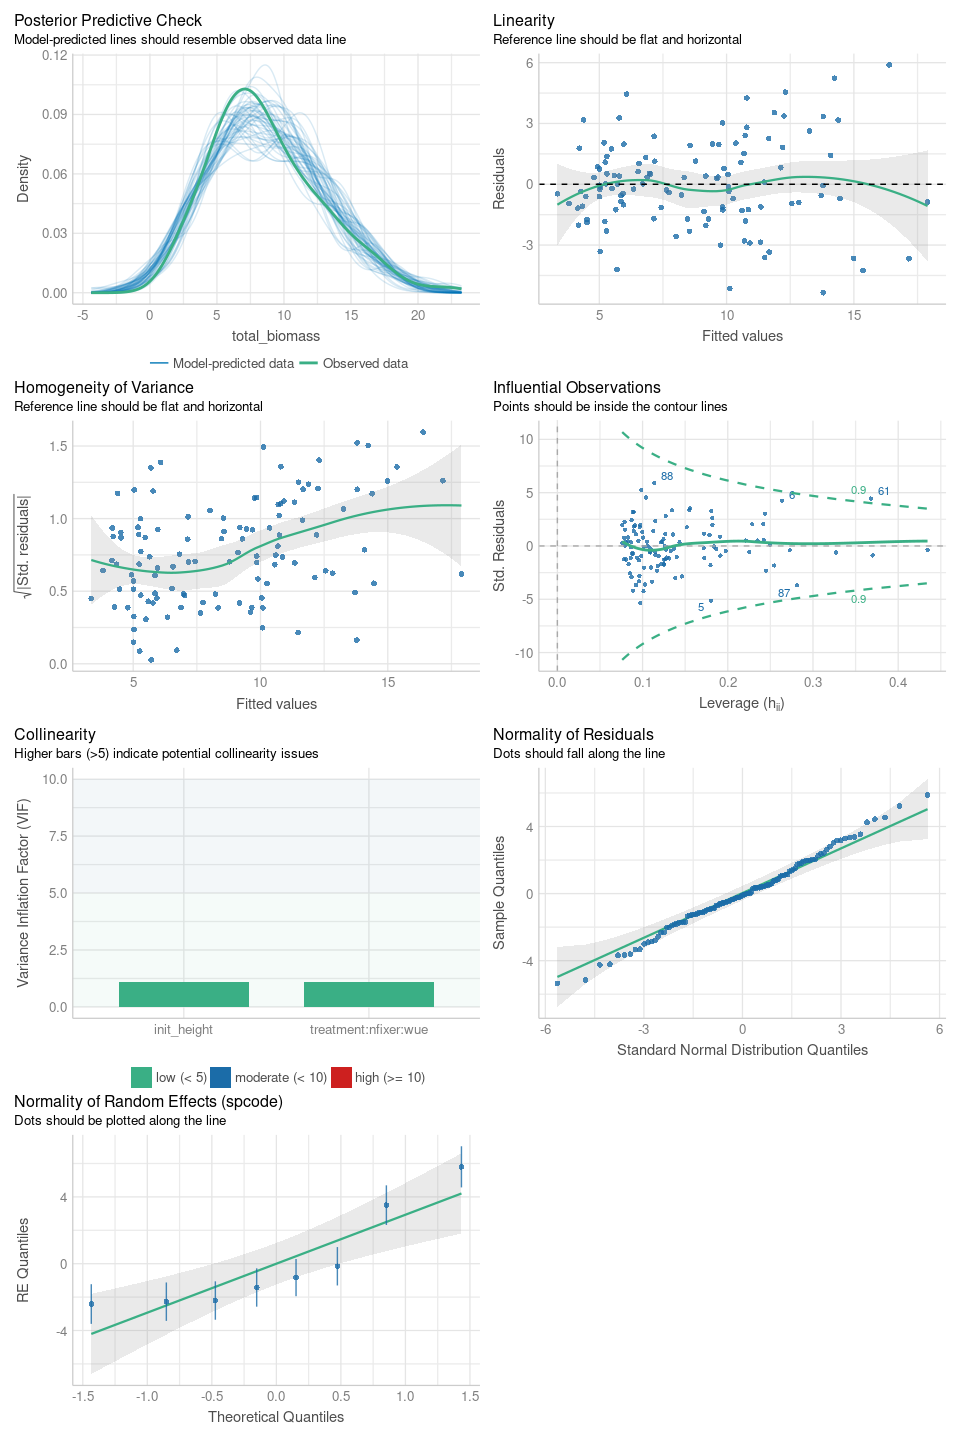 Posterior Predictive Check
Model-predicted lines should resemble observed data line
0.12
0.09
0.06
0.03
0.00
Density
-5 0 5 10 15 20
total_biomass
Model-predicted data Observed data
Linearity
Reference line should be flat and horizontal
6
3
0
-3
Residuals
5 10 15
Fitted values
Homogeneity of Variance
Reference line should be flat and horizontal
1.5
1.0
0.5
0.0
√|Std. residuals|
5 10 15
Fitted values
Influential Observations
Points should be inside the contour lines
10
5
0
-5
-10
Std. Residuals
88
6
0.9
61
5
87
0.9
0.0 0.1 0.2 0.3 0.4
Leverage (hii)
Collinearity
Higher bars (>5) indicate potential collinearity issues
10.0
7.5
5.0
2.5
0.0
Variance Inflation Factor (VIF)
init_height treatment:nfixer:wue
low (< 5) moderate (< 10) high (>= 10)
Normality of Residuals
Dots should fall along the line
4
0
-4
Sample Quantiles
-6 -3 0 3 6
Standard Normal Distribution Quantiles
Normality of Random Effects (spcode)
Dots should be plotted along the line
4
0
-4
RE Quantiles
-1.5 -1.0 -0.5 0.0 0.5 1.0 1.5
Theoretical Quantiles